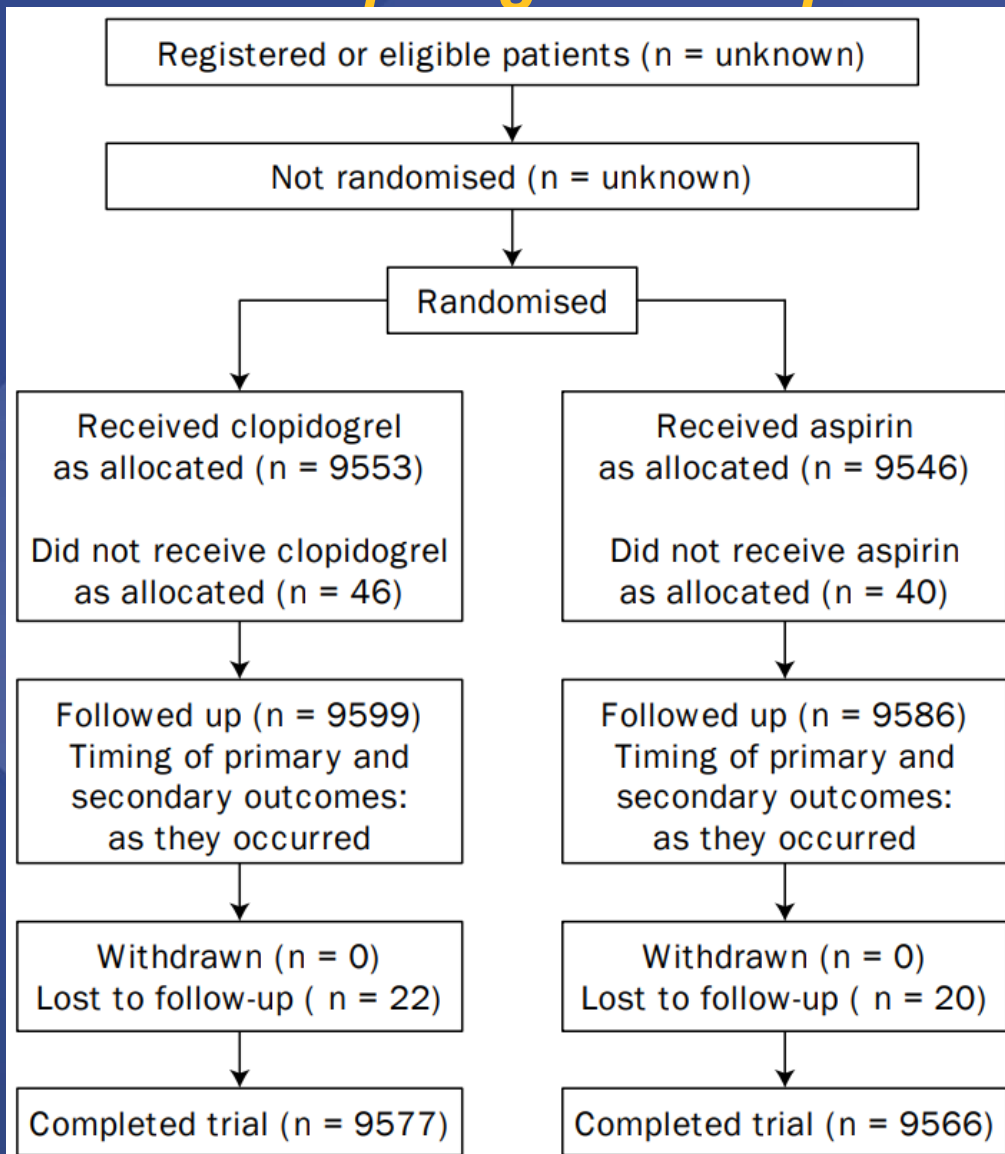 Registered or eligible patients (n = unknown)
Not randomised (n = unknown)
Randomised
Received clopidogrel
as allocated (n = 9553)
Did not receive clopidogrel
as allocated (n = 46)
Received aspirin
as allocated (n = 9546)
Did not receive aspirin
as allocated (n = 40)
Followed up (n = 9599)
Timing of primary and
secondary outcomes:
as they occurred
Followed up (n = 9586)
Timing of primary and
secondary outcomes:
as they occurred
Withdrawn (n = 0)
Lost to follow-up ( n = 22)
Withdrawn (n = 0)
Lost to follow-up ( n = 20)
Completed trial (n = 9577)
Completed trial (n = 9566)